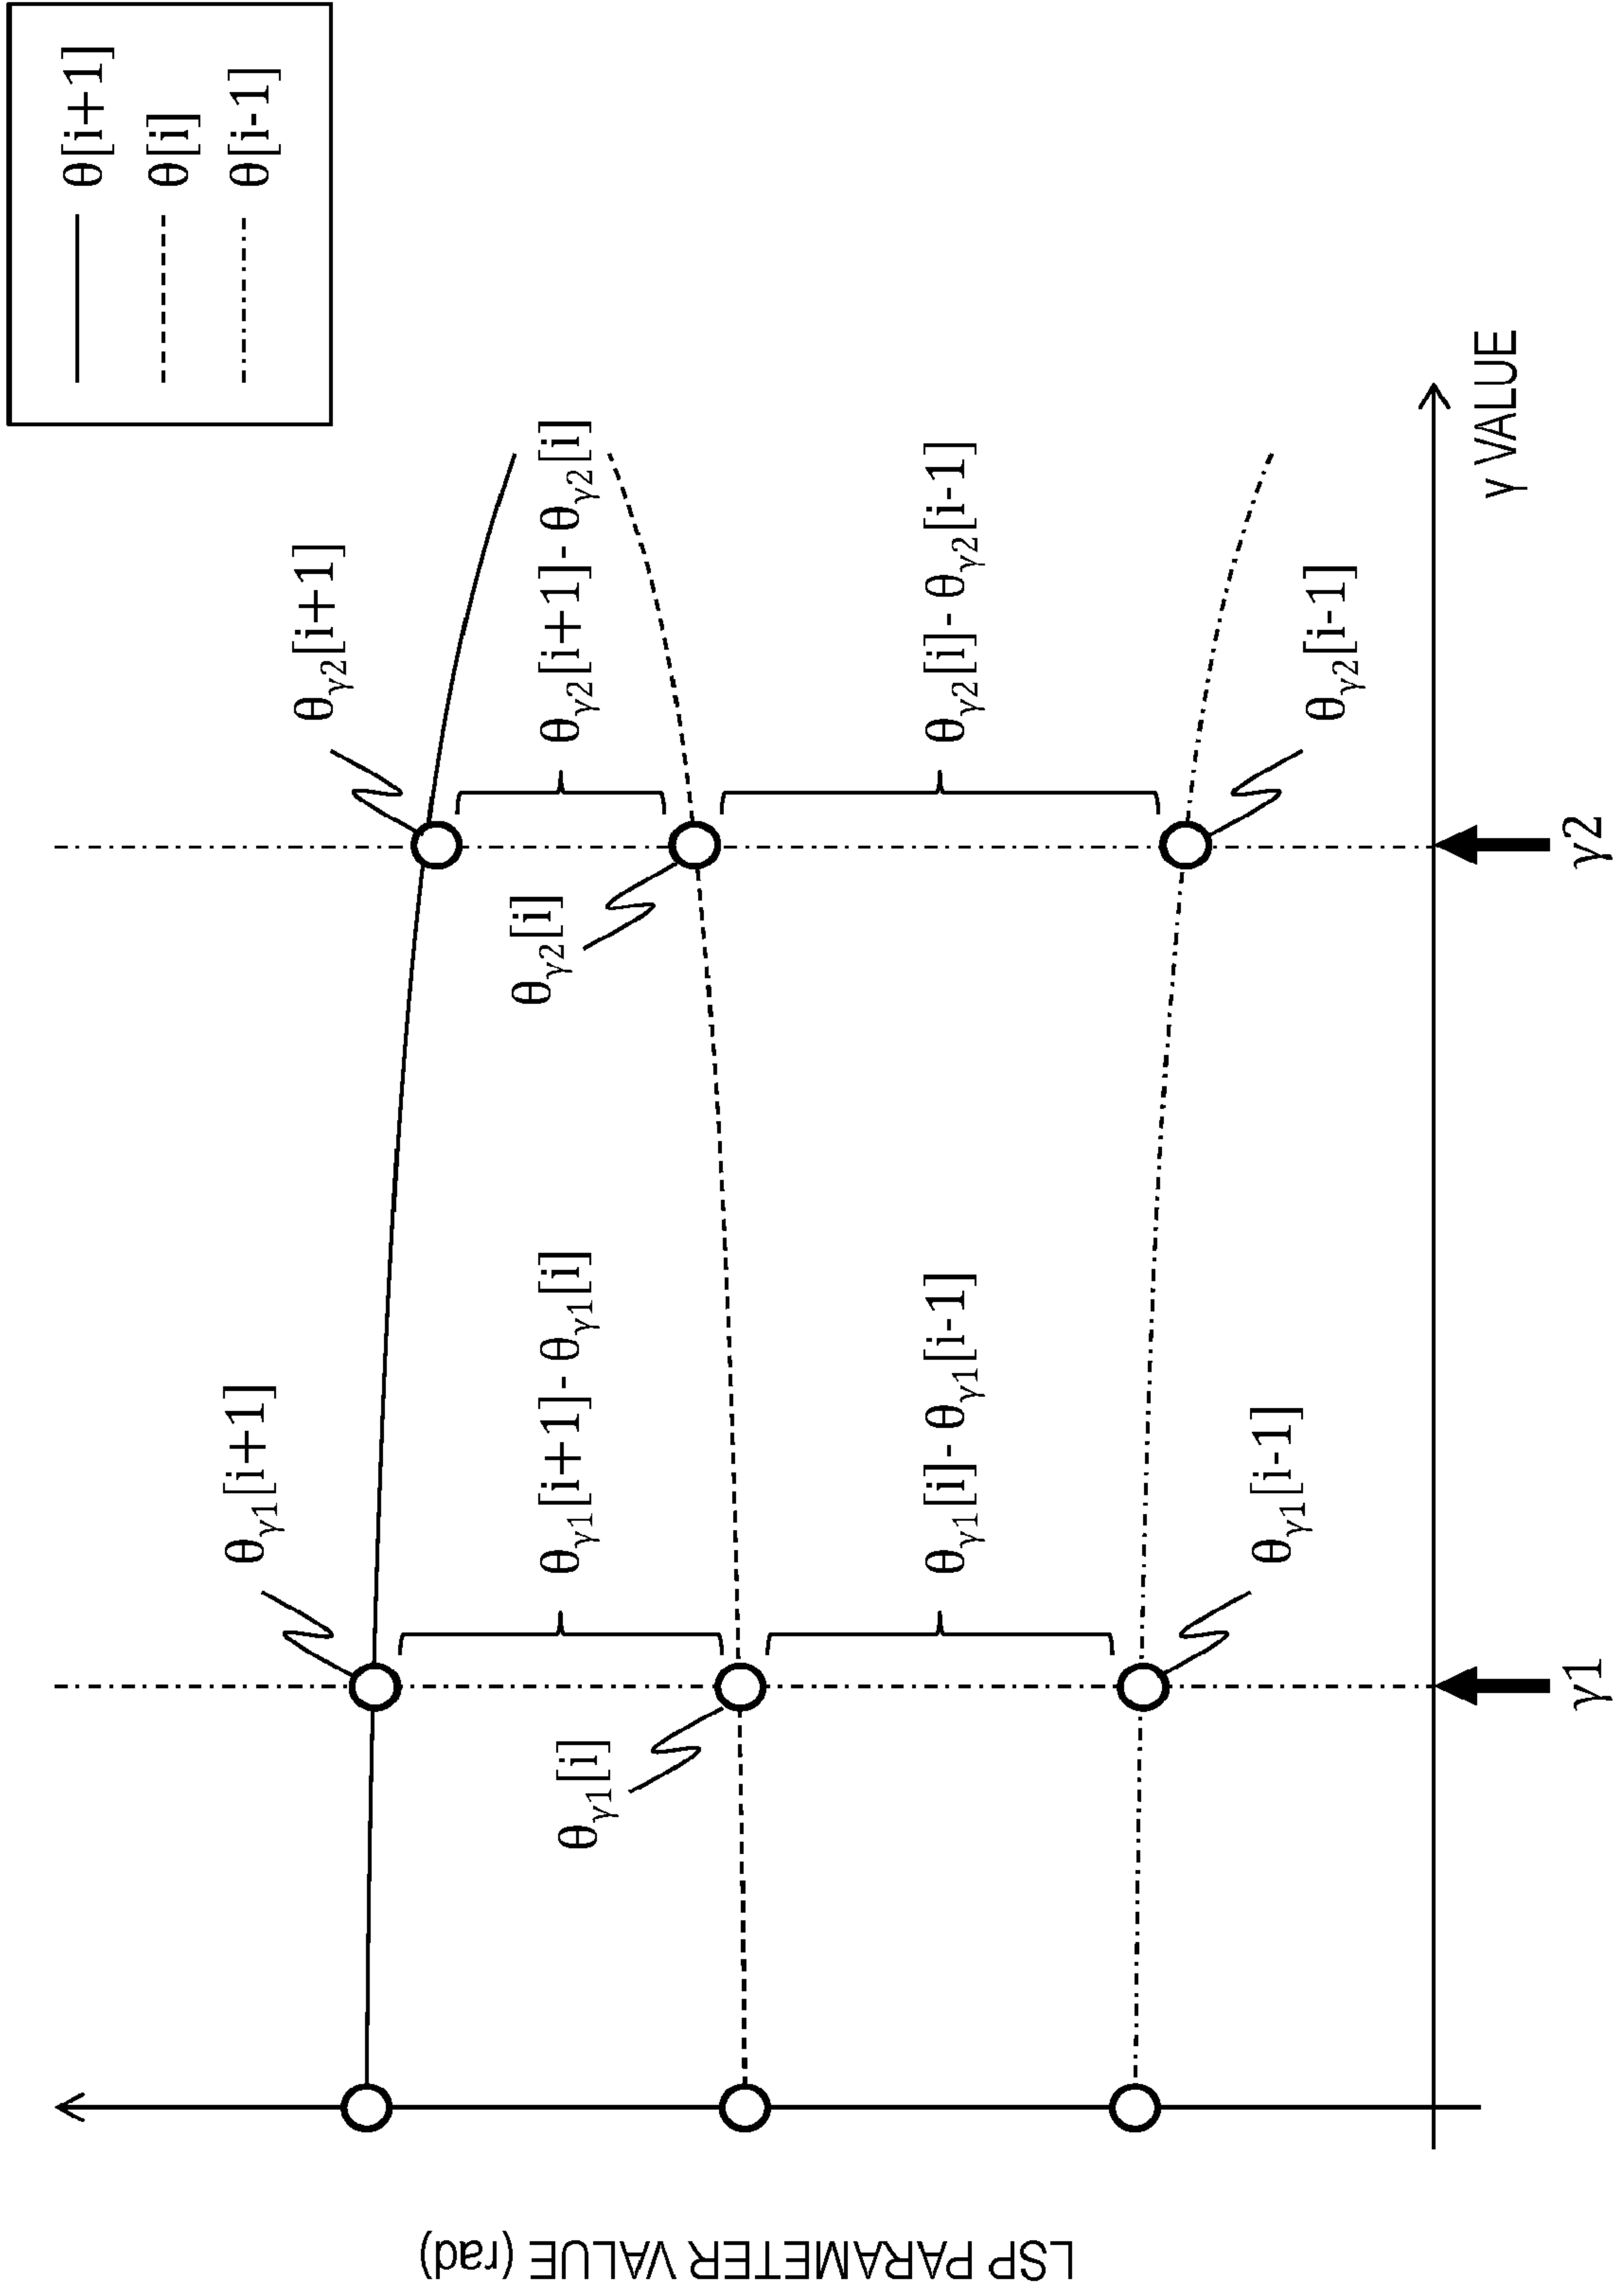 θ[i+1]
θ[i]
θ[i-1]
θγ2[i+1]
θγ1[i+1]
θγ2[i]
θγ1[i+1]- θγ1[i]
θγ2[i+1]- θγ2[i]
θγ1[i]
θγ1[i]- θγ1[i-1]
θγ2[i]- θγ2[i-1]
θγ1[i-1]
θγ2[i-1]
LSP PARAMETER VALUE (rad)
γ VALUE
γ1
γ2